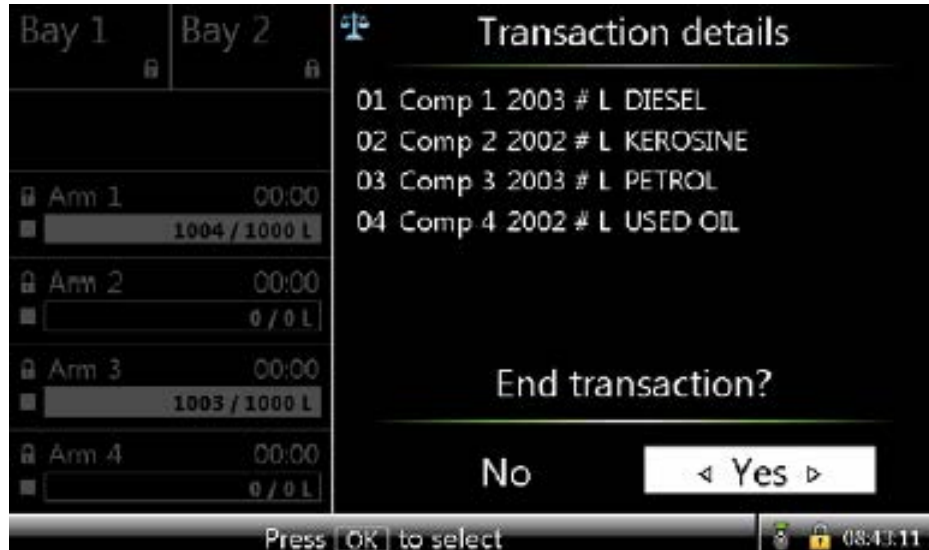 Bay 1
Bay 2
Arm 1 00:00
1004 / 1000 L
Arm 2 00:00
0 / 0 L
Arm 3 00:00
1003 / 1000 L
Arm 4 00:00
0 / 0 L
Transaction details
01 Comp 1 2003 # L DIESEL
02 Comp 2 2002 # L KEROSINE
03 Comp 3 2003 # L PETROL
04 Comp 4 2002 # L USED OIL
End transaction?
No ◃ Yes ▹
Press OK to select
08:43:11